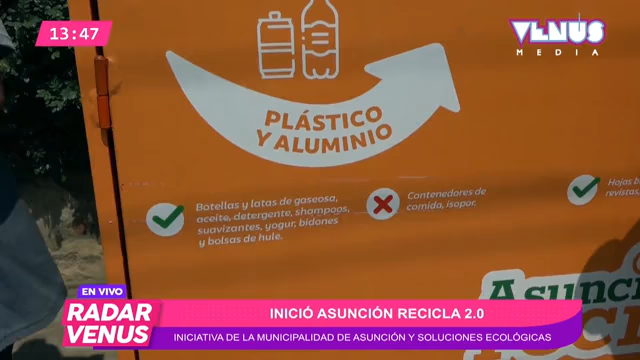 13:47
VENUS
MEDIA
PLÁSTICO
Y ALUMINIO
Botellas y latas de gaseosa,
aceite, detergente, shampoos,
suavizantes, yogur, bidones
y bolsas de hule.
Contenedores de
comida, isopor.
Hojas
revistas,
EN VIVO
RADAR
VENUS
INICIÓ ASUNCIÓN RECICLA 2.0
INICIATIVA DE LA MUNICIPALIDAD DE ASUNCIÓN Y SOLUCIONES ECOLÓGICAS